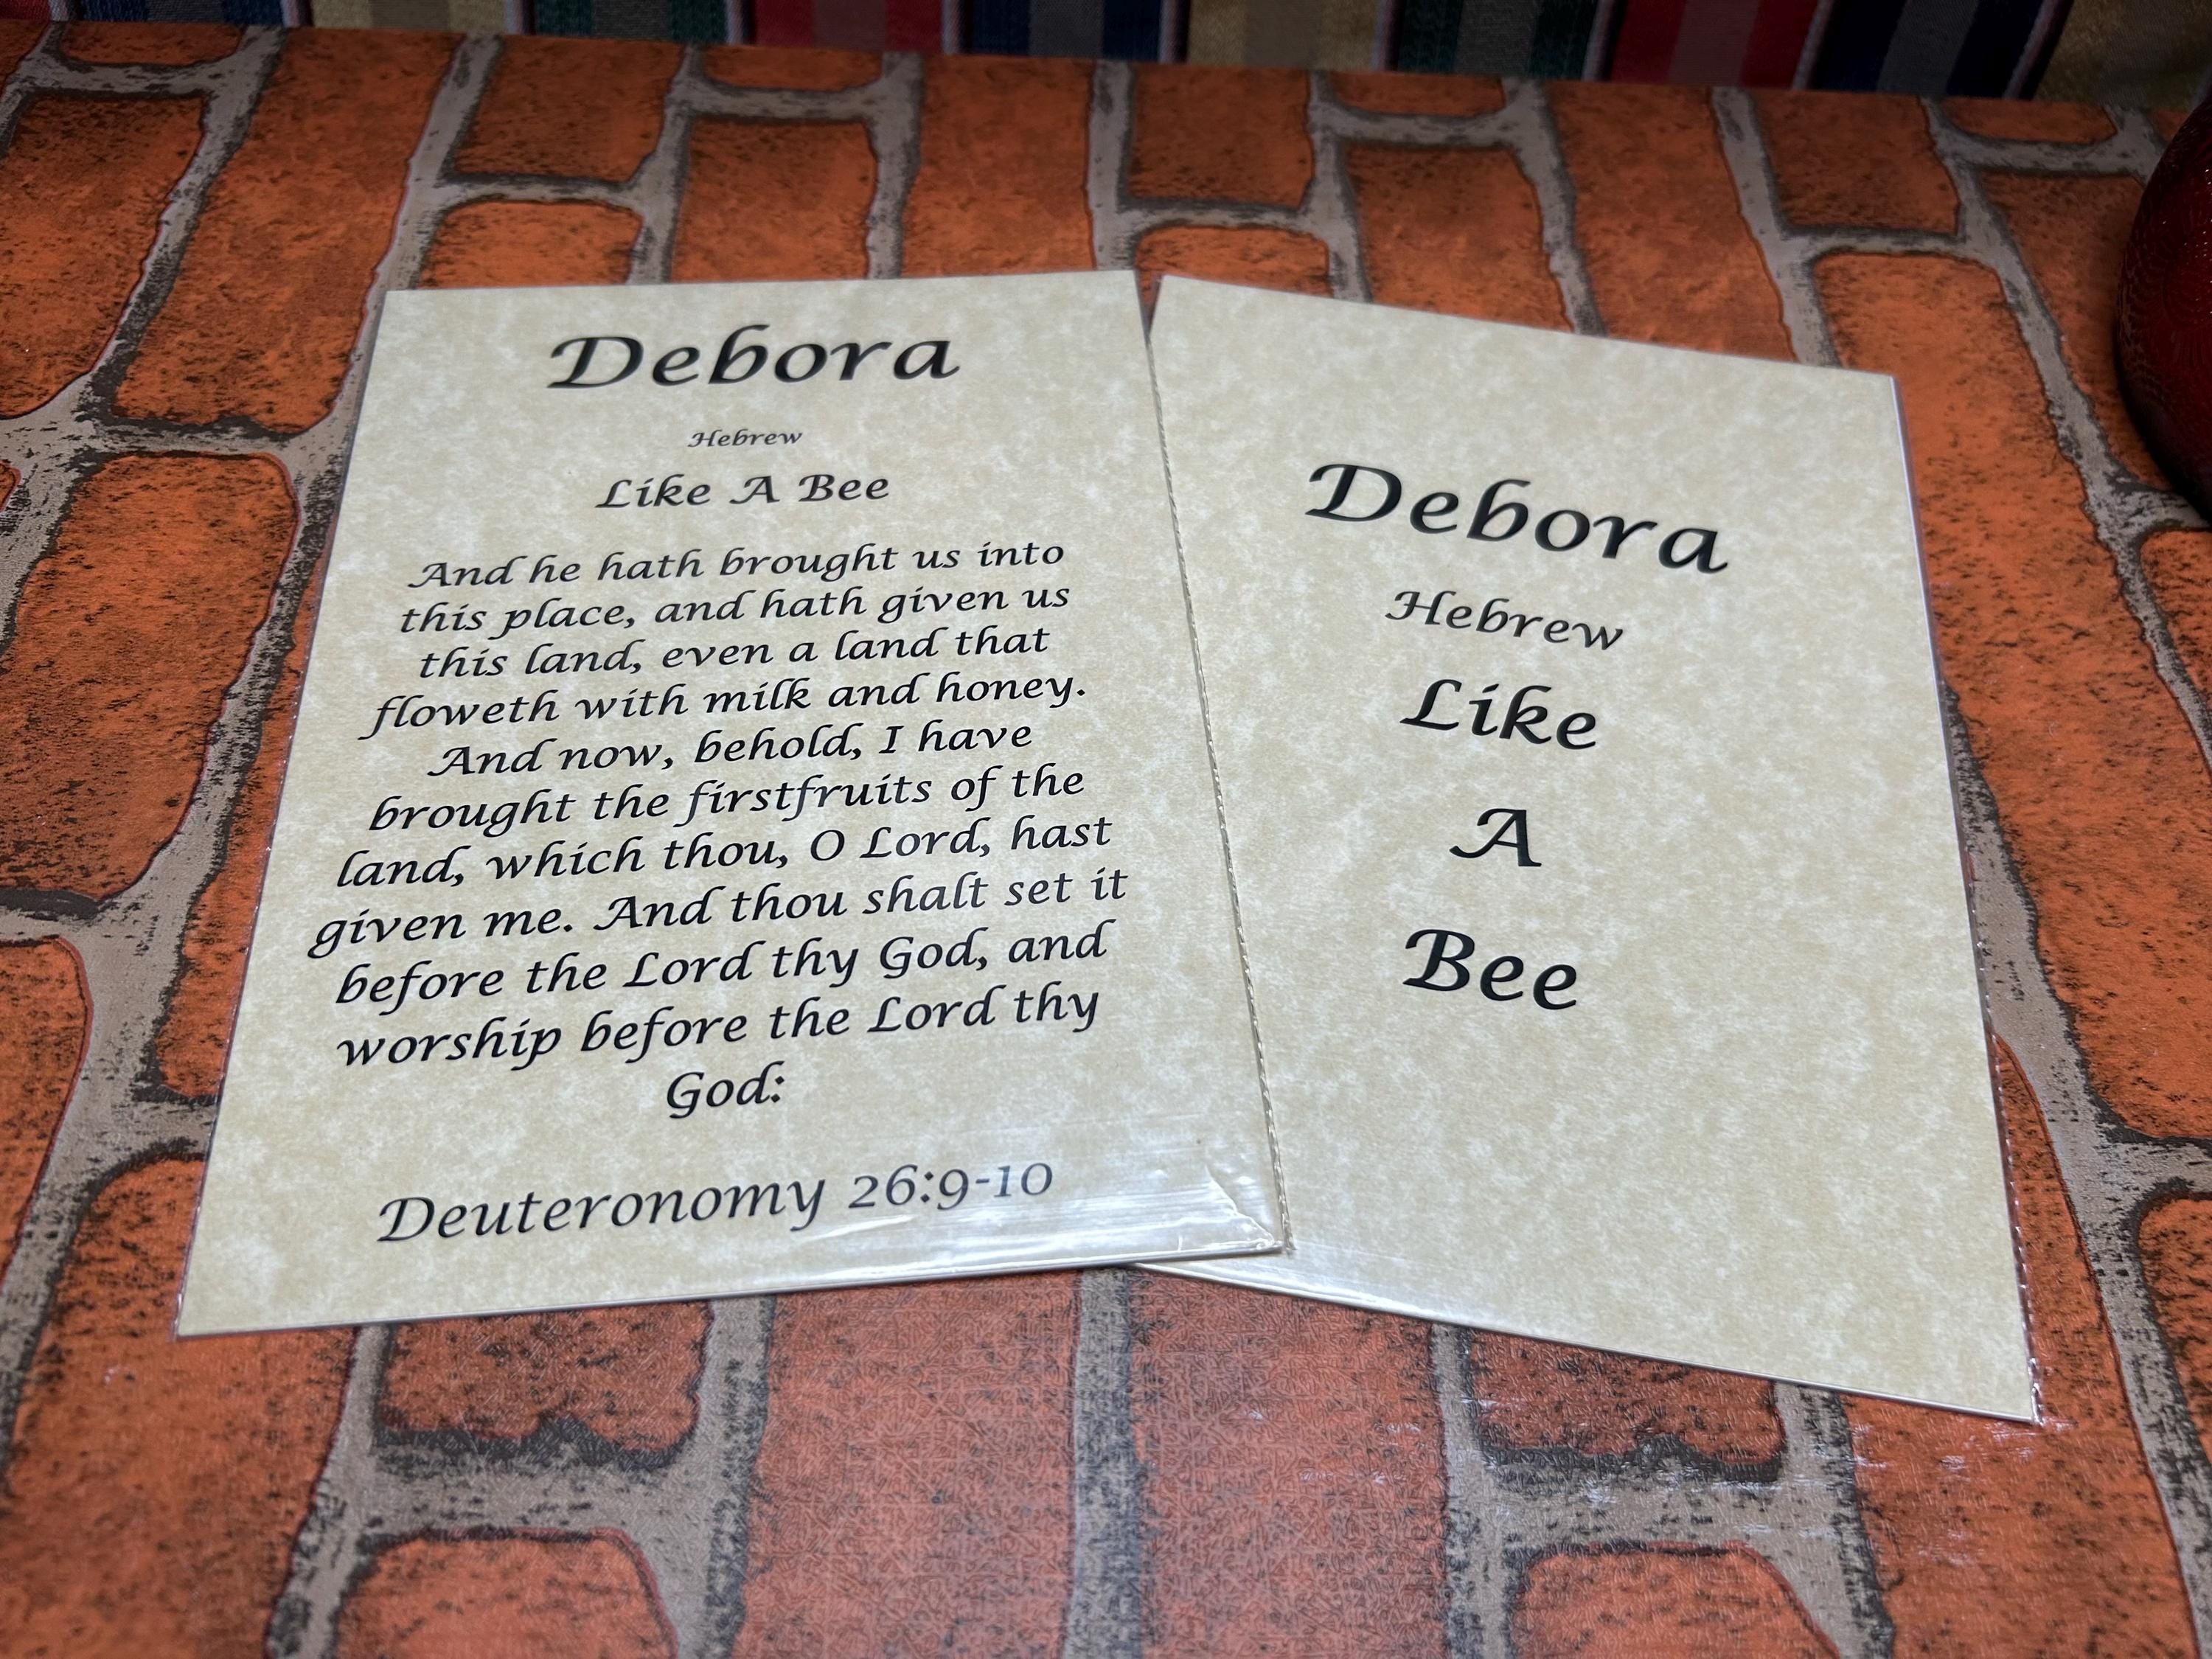 Debora
Hebrew
Like A Bee
And he hath brought us into
this place, and hath given us
this land, even a land that
floweth with milk and honey.
And now, behold, I have
brought the firstfruits of the
land, which thou, O Lord, hast
given me. And thou shalt set it
before the Lord thy God, and
worship before the Lord thy
God:
Deuteronomy 26:9-10
Debora
Hebrew
Like
A
Bee